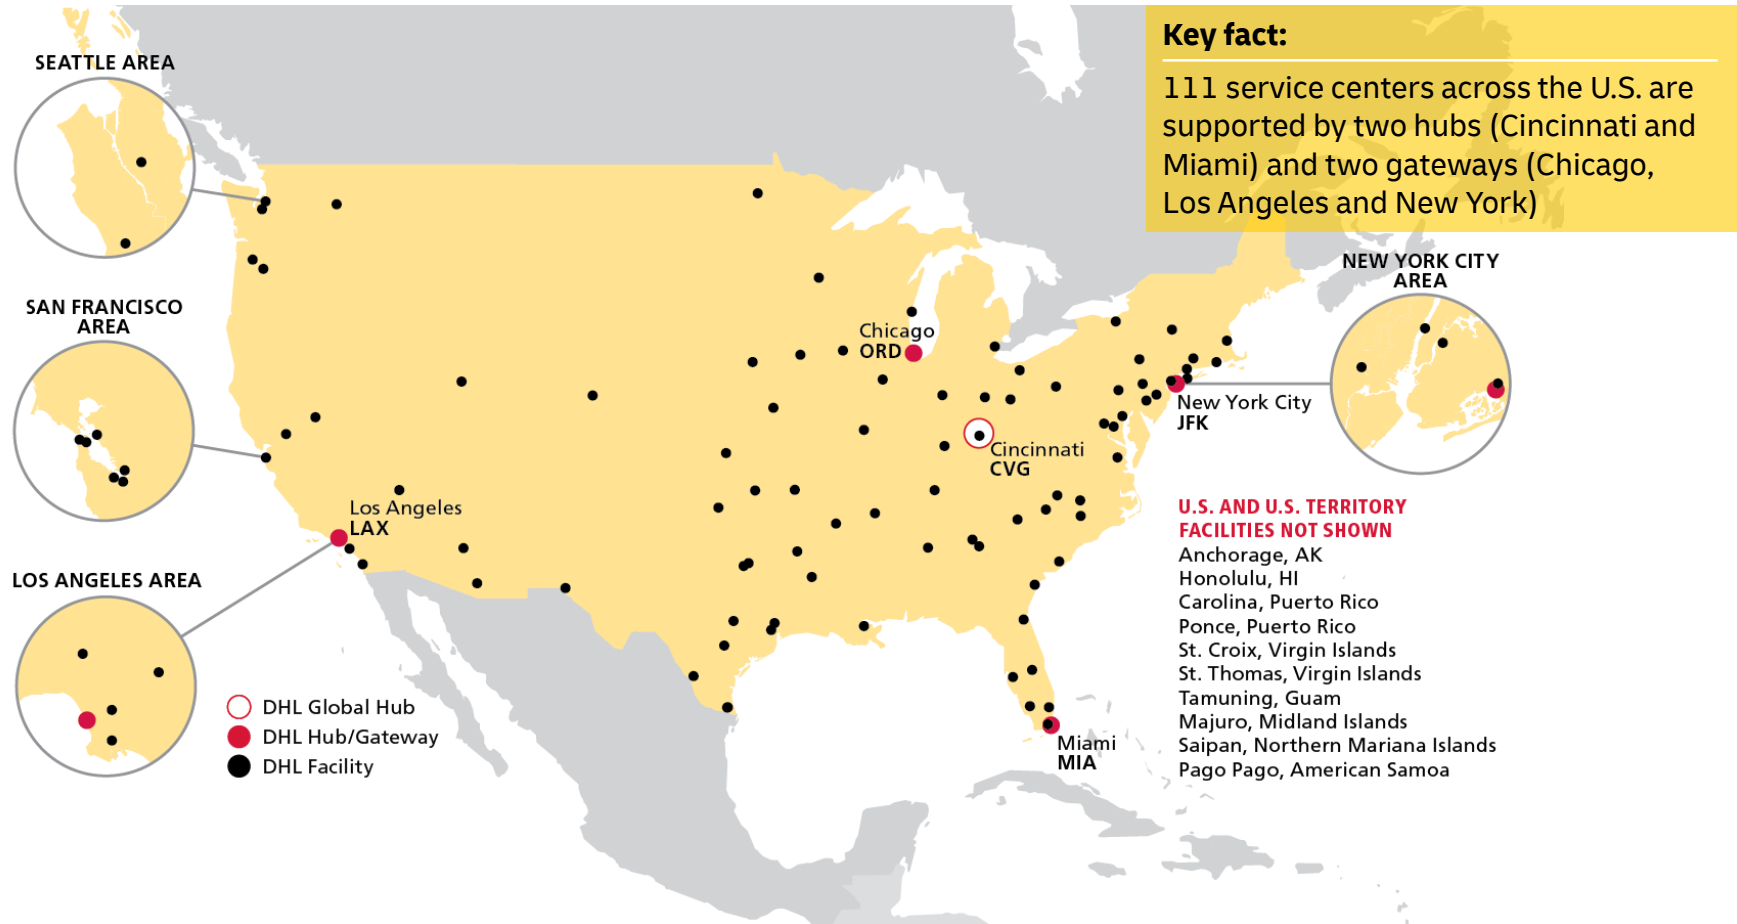 Key fact:
111 service centers across the U.S. are
supported by two hubs (Cincinnati and
Miami) and two gateways (Chicago,
Los Angeles and New York)
SEATTLE AREA
SAN FRANCISCO
AREA
LOS ANGELES AREA
NEW YORK CITY
AREA
Chicago
ORD
New York City
JFK
Cincinnati
CVG
Los Angeles
LAX
Miami
MIA
DHL Global Hub
DHL Hub/Gateway
DHL Facility
U.S. AND U.S. TERRITORY
FACILITIES NOT SHOWN
Anchorage, AK
Honolulu, HI
Carolina, Puerto Rico
Ponce, Puerto Rico
St. Croix, Virgin Islands
St. Thomas, Virgin Islands
Tamuning, Guam
Majuro, Midland Islands
Saipan, Northern Mariana Islands
Pago Pago, American Samoa